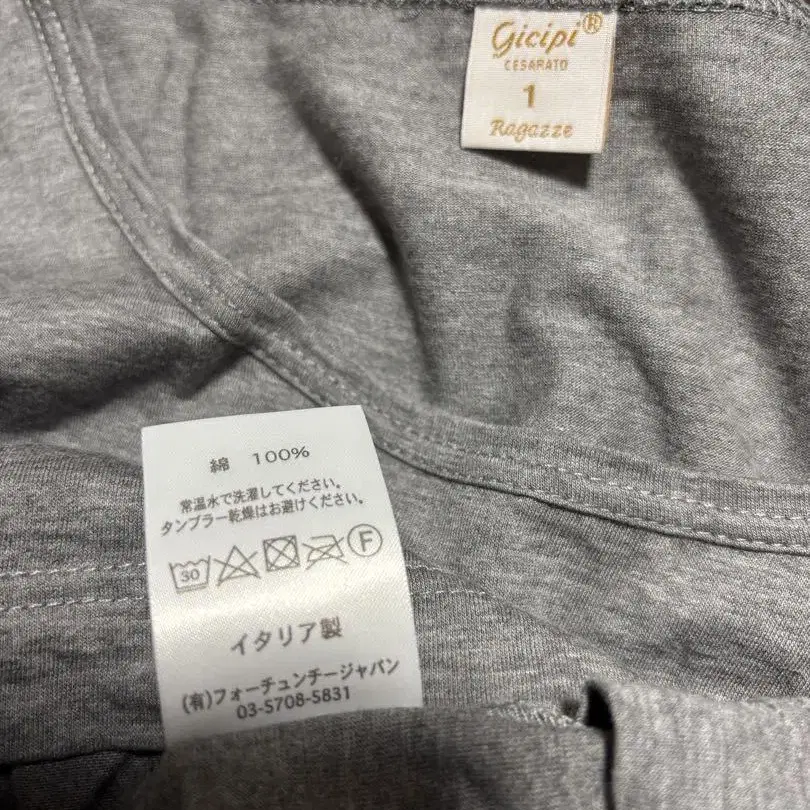 Gicipi®
CESARATO
1
Ragazze
綿 100%
常温水で洗濯してください。
タンブラー乾燥はお避けください。
30
F
イタリア製
(有)フォーチュンチージャパン
03-5708-5831